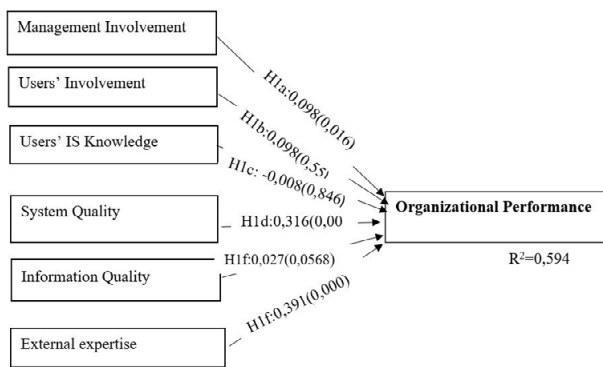 Management Involvement
H1a:0,098(0,016)
Users' Involvement
H1b:0,098(0,55)
Users' IS Knowledge
H1c: -0,008(0,846)
Organizational Performance
System Quality
H1d:0,316(0,00
R²=0,594
Information Quality
H1f:0,027(0,0568)
External expertise
H1f:0,391(0,000)